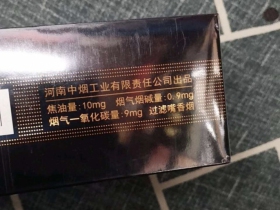 河南中烟工业有限责任公司出品
焦油量:10mg 烟气烟碱量:0.9mg
烟气一氧化碳量:9mg 过滤嘴香烟